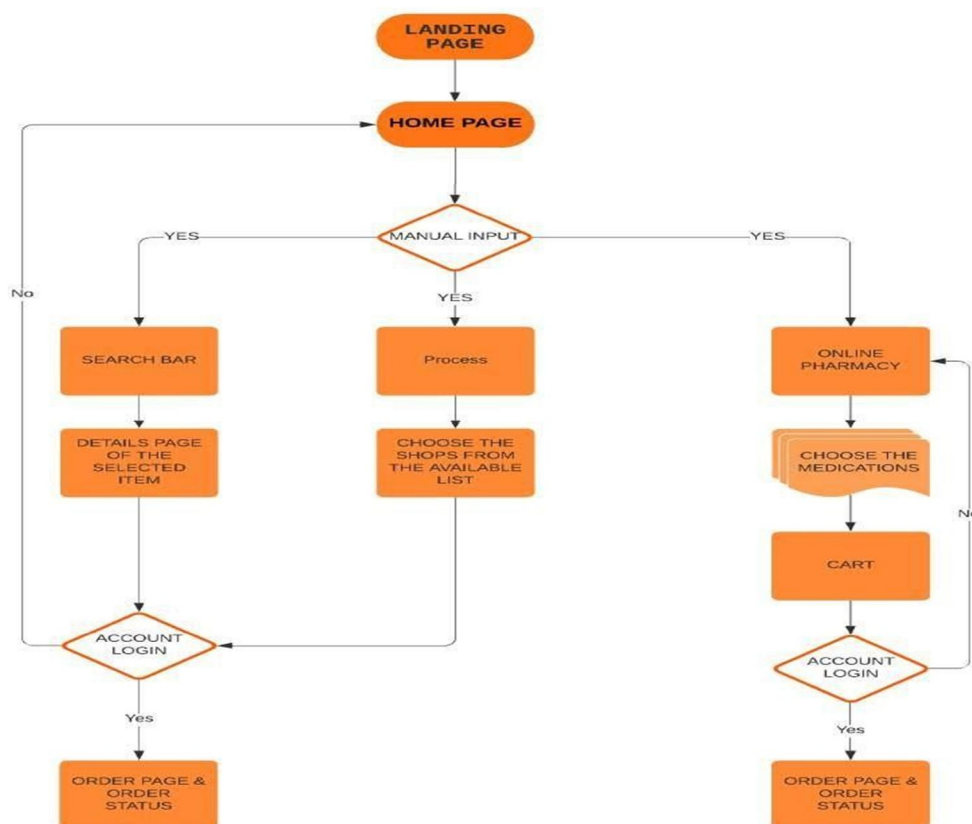 LANDING
PAGE
HOME PAGE
MANUAL INPUT
YES
YES
YES
No
SEARCH BAR
Process
ONLINE
PHARMACY
DETAILS PAGE
OF THE
SELECTED
ITEM
CHOOSE THE
SHOPS FROM
THE AVAILABLE
LIST
CHOOSE THE
MEDICATIONS
No
CART
ACCOUNT
LOGIN
ACCOUNT
LOGIN
Yes
Yes
ORDER PAGE &
ORDER
STATUS
ORDER PAGE &
ORDER
STATUS